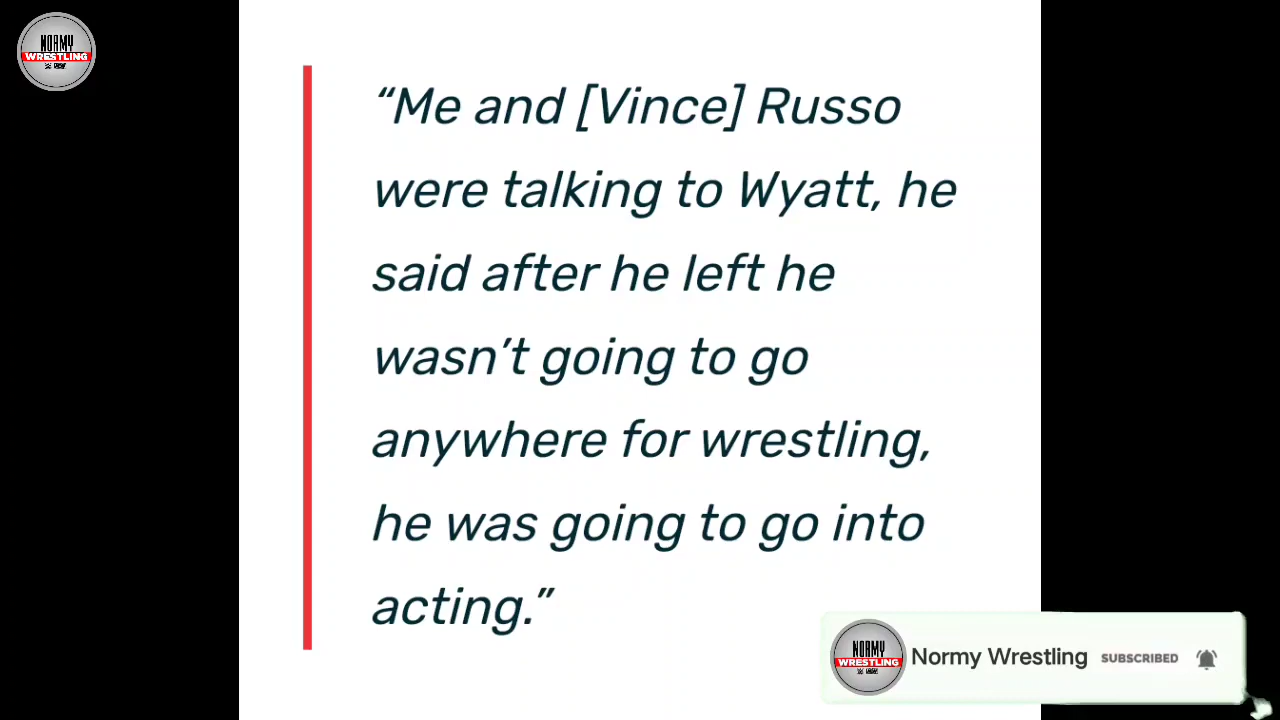 NORMY
WRESTLING
“Me and [Vince] Russo
were talking to Wyatt, he
said after he left he
wasn’t going to go
anywhere for wrestling,
he was going to go into
acting.”
NORMY
WRESTLING
Normy Wrestling SUBSCRIBED